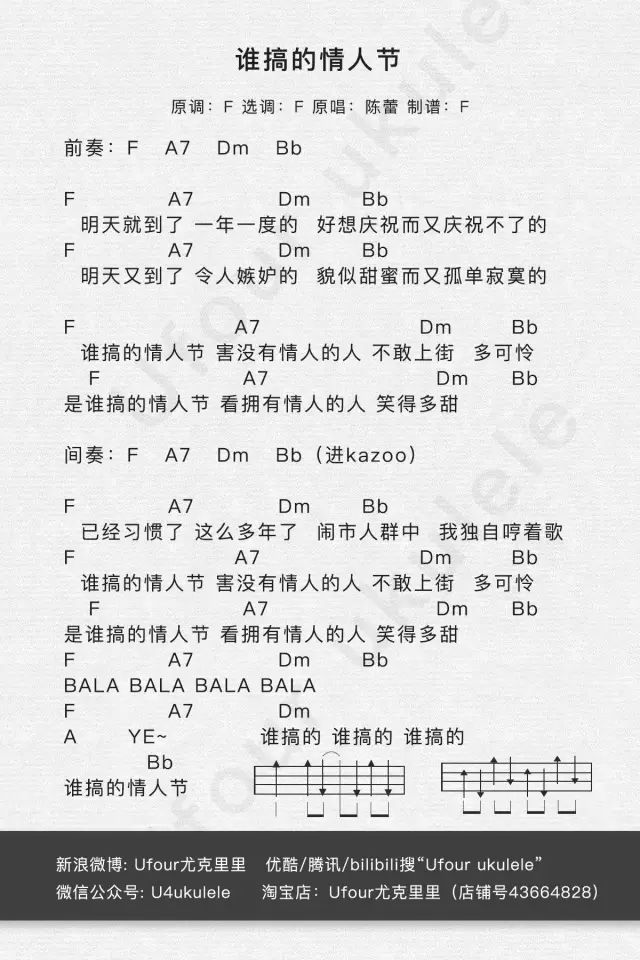 谁搞的情人节
原调：F 选调：F 原唱：陈蕾 制谱：F
前奏：F A7 Dm Bb
F A7 Dm Bb
明天就到了 一年一度的 好想庆祝而又庆祝不了的
F A7 Dm Bb
明天又到了 令人嫉妒的 貌似甜蜜而又孤单寂寞的
F A7 Dm Bb
谁搞的情人节 害没有情人的人 不敢上街 多可怜
F A7 Dm Bb
是谁搞的情人节 看拥有情人的人 笑得多甜
间奏：F A7 Dm Bb（进kazoo）
F A7 Dm Bb
已经习惯了 这么多年了 闹市人群中 我独自哼着歌
F A7 Dm Bb
谁搞的情人节 害没有情人的人 不敢上街 多可怜
F A7 Dm Bb
是谁搞的情人节 看拥有情人的人 笑得多甜
F A7 Dm Bb
BALA BALA BALA BALA
F A7 Dm
A YE~ 谁搞的 谁搞的 谁搞的
Bb
谁搞的情人节
新浪微博: Ufour尤克里里 优酷/腾讯/bilibili搜“Ufour ukulele”
微信公众号: U4ukulele 淘宝店：Ufour尤克里里（店铺号43664828）
Ufour ukulele
Ufour ukulele